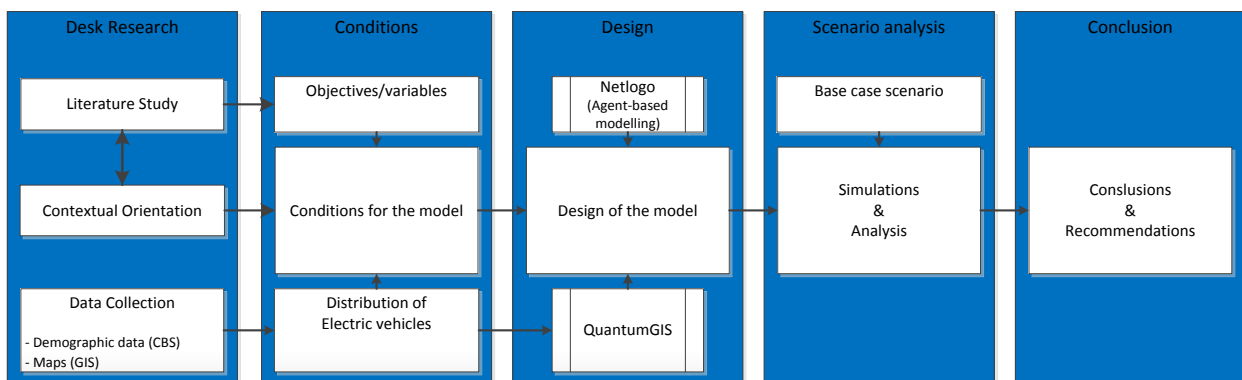 Desk Research
Literature Study
Contextual Orientation
Data Collection
- Demographic data (CBS)
- Maps (GIS)
Conditions
Objectives/variables
Conditions for the model
Distribution of
Electric vehicles
Design
Netlogo
(Agent-based
modelling)
Design of the model
QuantumGIS
Scenario analysis
Base case scenario
Simulations
&
Analysis
Conclusion
Conslusions
&
Recommendations